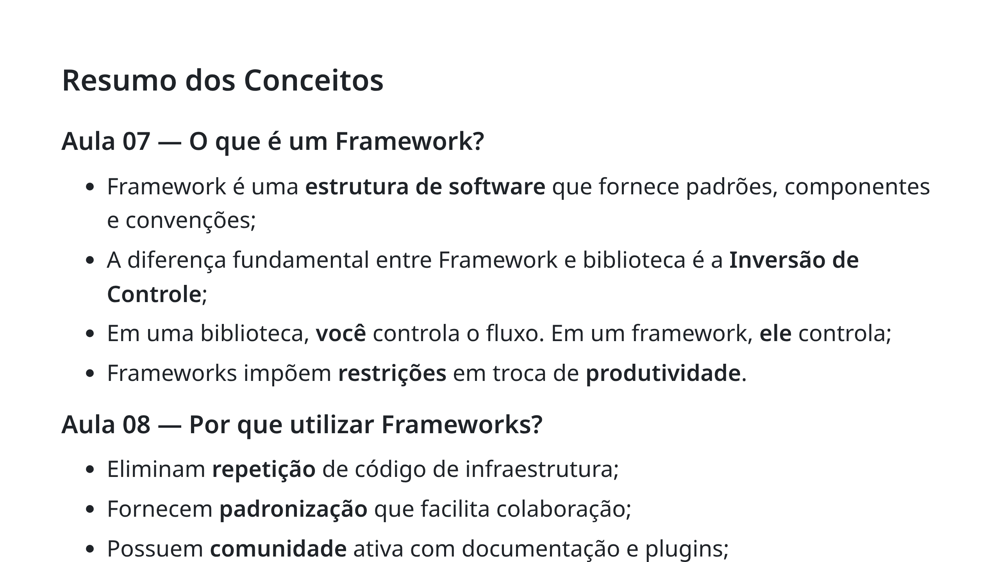 Resumo dos Conceitos
Aula 07 — O que é um Framework?
• Framework é uma estrutura de software que fornece padrões, componentes
e convenções;
• A diferença fundamental entre Framework e biblioteca é a Inversão de
Controle;
• Em uma biblioteca, você controla o fluxo. Em um framework, ele controla;
• Frameworks impõem restrições em troca de produtividade.
Aula 08 — Por que utilizar Frameworks?
• Eliminam repetição de código de infraestrutura;
• Fornecem padronização que facilita colaboração;
• Possuem comunidade ativa com documentação e plugins;